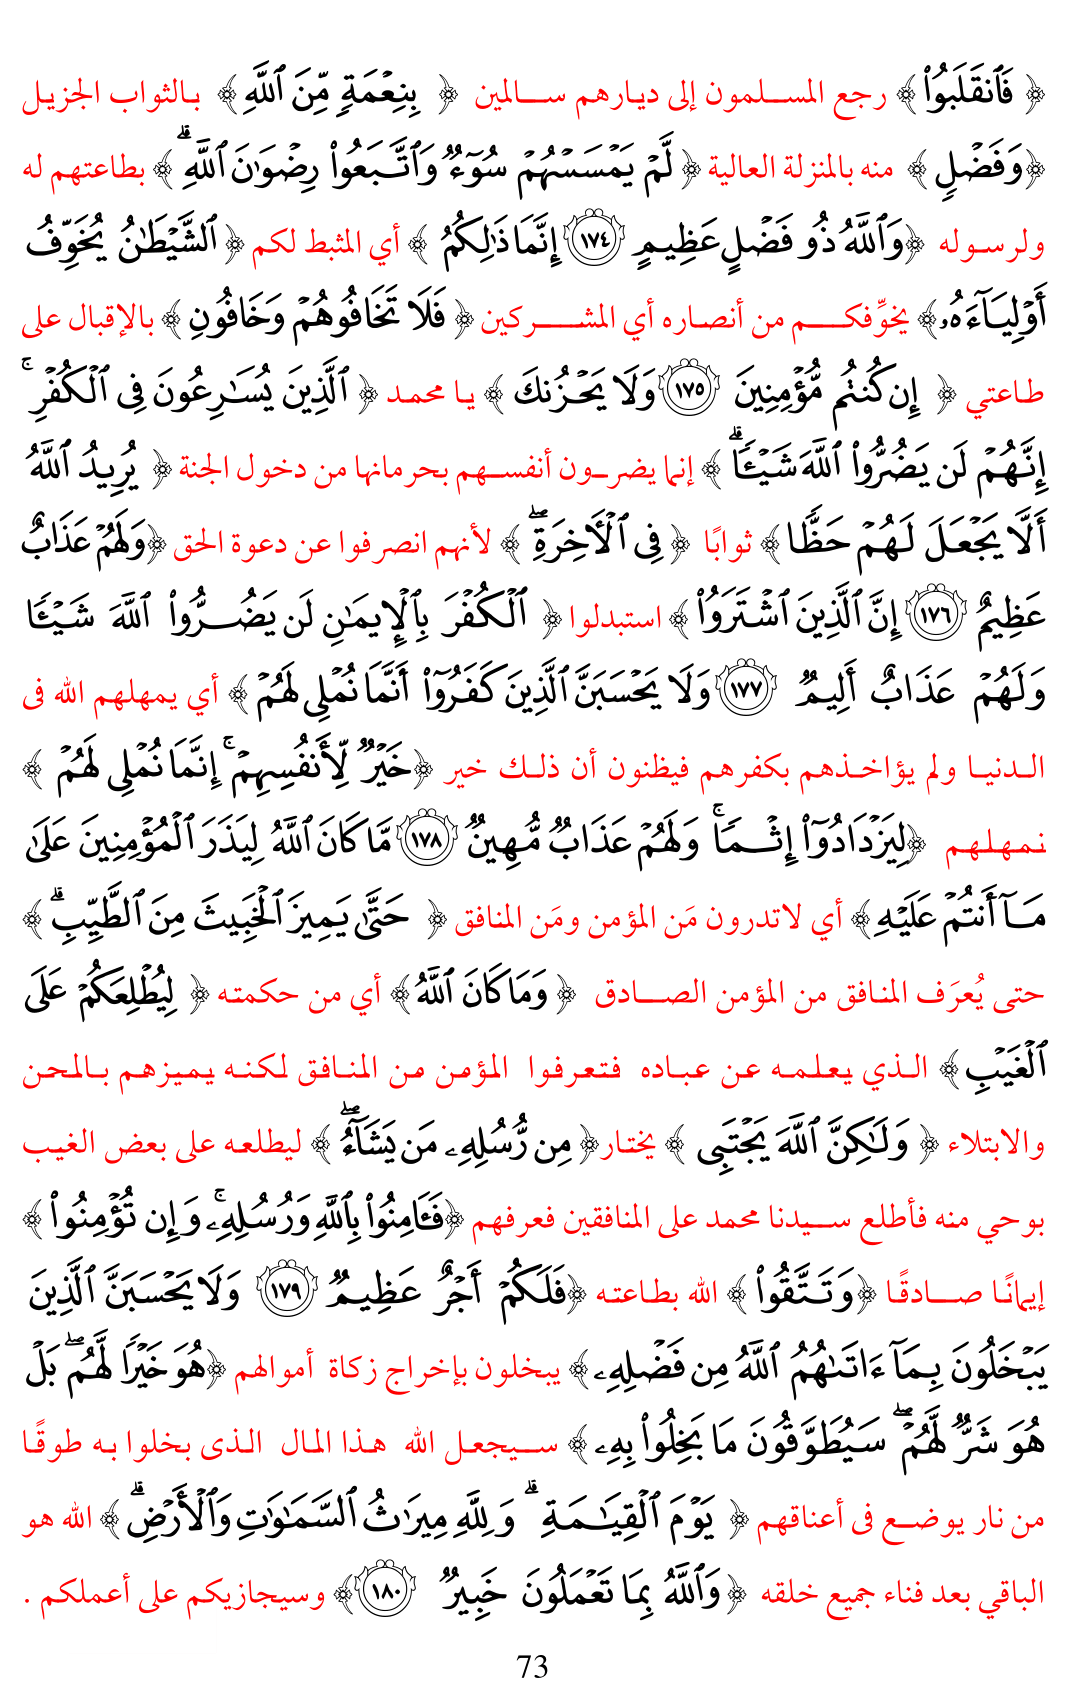 ﴿ فَٱنقَلَبُواْ ﴾ رجع المسلمون إلى ديارهم سالمين ﴿ بِنِعۡمَةٖ مِّنَ ٱللَّهِ ﴾ بالثواب الجزيل
﴿وَفَضۡلٖ ﴾ منه بالمنزلة العالية ﴿ لَّمۡ يَمۡسَسۡهُمۡ سُوٓءٞ وَٱتَّبَعُواْ رِضۡوَٰنَ ٱللَّهِۗ ﴾ بطاعتهم له
ولرسوله ﴿وَٱللَّهُ ذُو فَضۡلٍ عَظِيمٍ ١٧٤ إِنَّمَا ذَٰلِكُمُ ﴾ أي المثبط لكم ﴿ ٱلشَّيۡطَٰنُ يُخَوِّفُ
أَوۡلِيَآءَهُۥ﴾ يخوِّفكم من أنصاره أي المشركين ﴿ فَلَا تَخَافُوهُمۡ وَخَافُونِ ﴾ بالإقبال على
طاعتي ﴿ إِن كُنتُم مُّؤۡمِنِينَ ١٧٥ وَلَا يَحۡزُنكَ ﴾ يا محمد ﴿ ٱلَّذِينَ يُسَٰرِعُونَ فِي ٱلۡكُفۡرِۚ
إِنَّهُمۡ لَن يَضُرُّواْ ٱللَّهَ شَيۡـٔٗاۗ ﴾ إنما يضرون أنفسهم بحرمانها من دخول الجنة ﴿ يُرِيدُ ٱللَّهُ
أَلَّا يَجۡعَلَ لَهُمۡ حَظّٗا ﴾ ثوابًا ﴿ فِي ٱلۡأٓخِرَةِۖ ﴾ لأنهم انصرفوا عن دعوة الحق ﴿وَلَهُمۡ عَذَابٌ
عَظِيمٌ ١٧٦ إِنَّ ٱلَّذِينَ ٱشۡتَرَوُاْ ﴾ استبدلوا ﴿ ٱلۡكُفۡرَ بِٱلۡإِيمَٰنِ لَن يَضُرُّواْ ٱللَّهَ شَيۡـٔٗا
وَلَهُمۡ عَذَابٌ أَلِيمٞ ١٧٧ وَلَا يَحۡسَبَنَّ ٱلَّذِينَ كَفَرُوٓاْ أَنَّمَا نُمۡلِي لَهُمۡ ﴾ أي يمهلهم الله فى
الدنيا ولم يؤاخذهم بكفرهم فيظنون أن ذلك خير ﴿خَيۡرٞ لِّأَنفُسِهِمۡۚ إِنَّمَا نُمۡلِي لَهُمۡ ﴾
نمهلهم ﴿لِيَزۡدَادُوٓاْ إِثۡمٗاۚ وَلَهُمۡ عَذَابٞ مُّهِينٞ ١٧٨ مَّا كَانَ ٱللَّهُ لِيَذَرَ ٱلۡمُؤۡمِنِينَ عَلَىٰ
مَآ أَنتُمۡ عَلَيۡهِ ﴾ أي لاتدرون مَن المؤمن ومَن المنافق ﴿ حَتَّىٰ يَمِيزَ ٱلۡخَبِيثَ مِنَ ٱلطَّيِّبِۗ ﴾
حتى يُعرَف المنافق من المؤمن الصادق ﴿ وَمَا كَانَ ٱللَّهُ ﴾ أي من حكمته ﴿ لِيُطۡلِعَكُمۡ عَلَى
ٱلۡغَيۡبِ ﴾ الذي يعلمه عن عباده فتعرفوا المؤمن من المنافق لكنه يميزهم بالمحن
والابتلاء ﴿ وَلَٰكِنَّ ٱللَّهَ يَجۡتَبِي ﴾ يختار﴿ مِن رُّسُلِهِۦ مَن يَشَآءُۖ ﴾ ليطلعه على بعض الغيب
بوحي منه فأطلع سيدنا محمد على المنافقين فعرفهم ﴿فَـَٔامِنُواْ بِٱللَّهِ وَرُسُلِهِۦۚ وَإِن تُؤۡمِنُواْ ﴾
إيمانًا صادقًا ﴿وَتَتَّقُواْ ﴾ الله بطاعته ﴿فَلَكُمۡ أَجۡرٌ عَظِيمٞ ١٧٩ وَلَا يَحۡسَبَنَّ ٱلَّذِينَ
يَبۡخَلُونَ بِمَآ ءَاتَىٰهُمُ ٱللَّهُ مِن فَضۡلِهِۦ ﴾ يبخلون بإخراج زكاة أموالهم ﴿هُوَ خَيۡرٗا لَّهُمۖ بَلۡ
هُوَ شَرّٞ لَّهُمۡۖ سَيُطَوَّقُونَ مَا بَخِلُواْ بِهِۦ ﴾ سيجعل الله هذا المال الذى بخلوا به طوقًا
من نار يوضع فى أعناقهم ﴿ يَوۡمَ ٱلۡقِيَٰمَةِۗ وَلِلَّهِ مِيرَٰثُ ٱلسَّمَٰوَٰتِ وَٱلۡأَرۡضِۗ ﴾ الله هو
الباقي بعد فناء جميع خلقه ﴿وَٱللَّهُ بِمَا تَعۡمَلُونَ خَبِيرٞ ١٨٠ ﴾ وسيجازيكم على أعملكم .
73